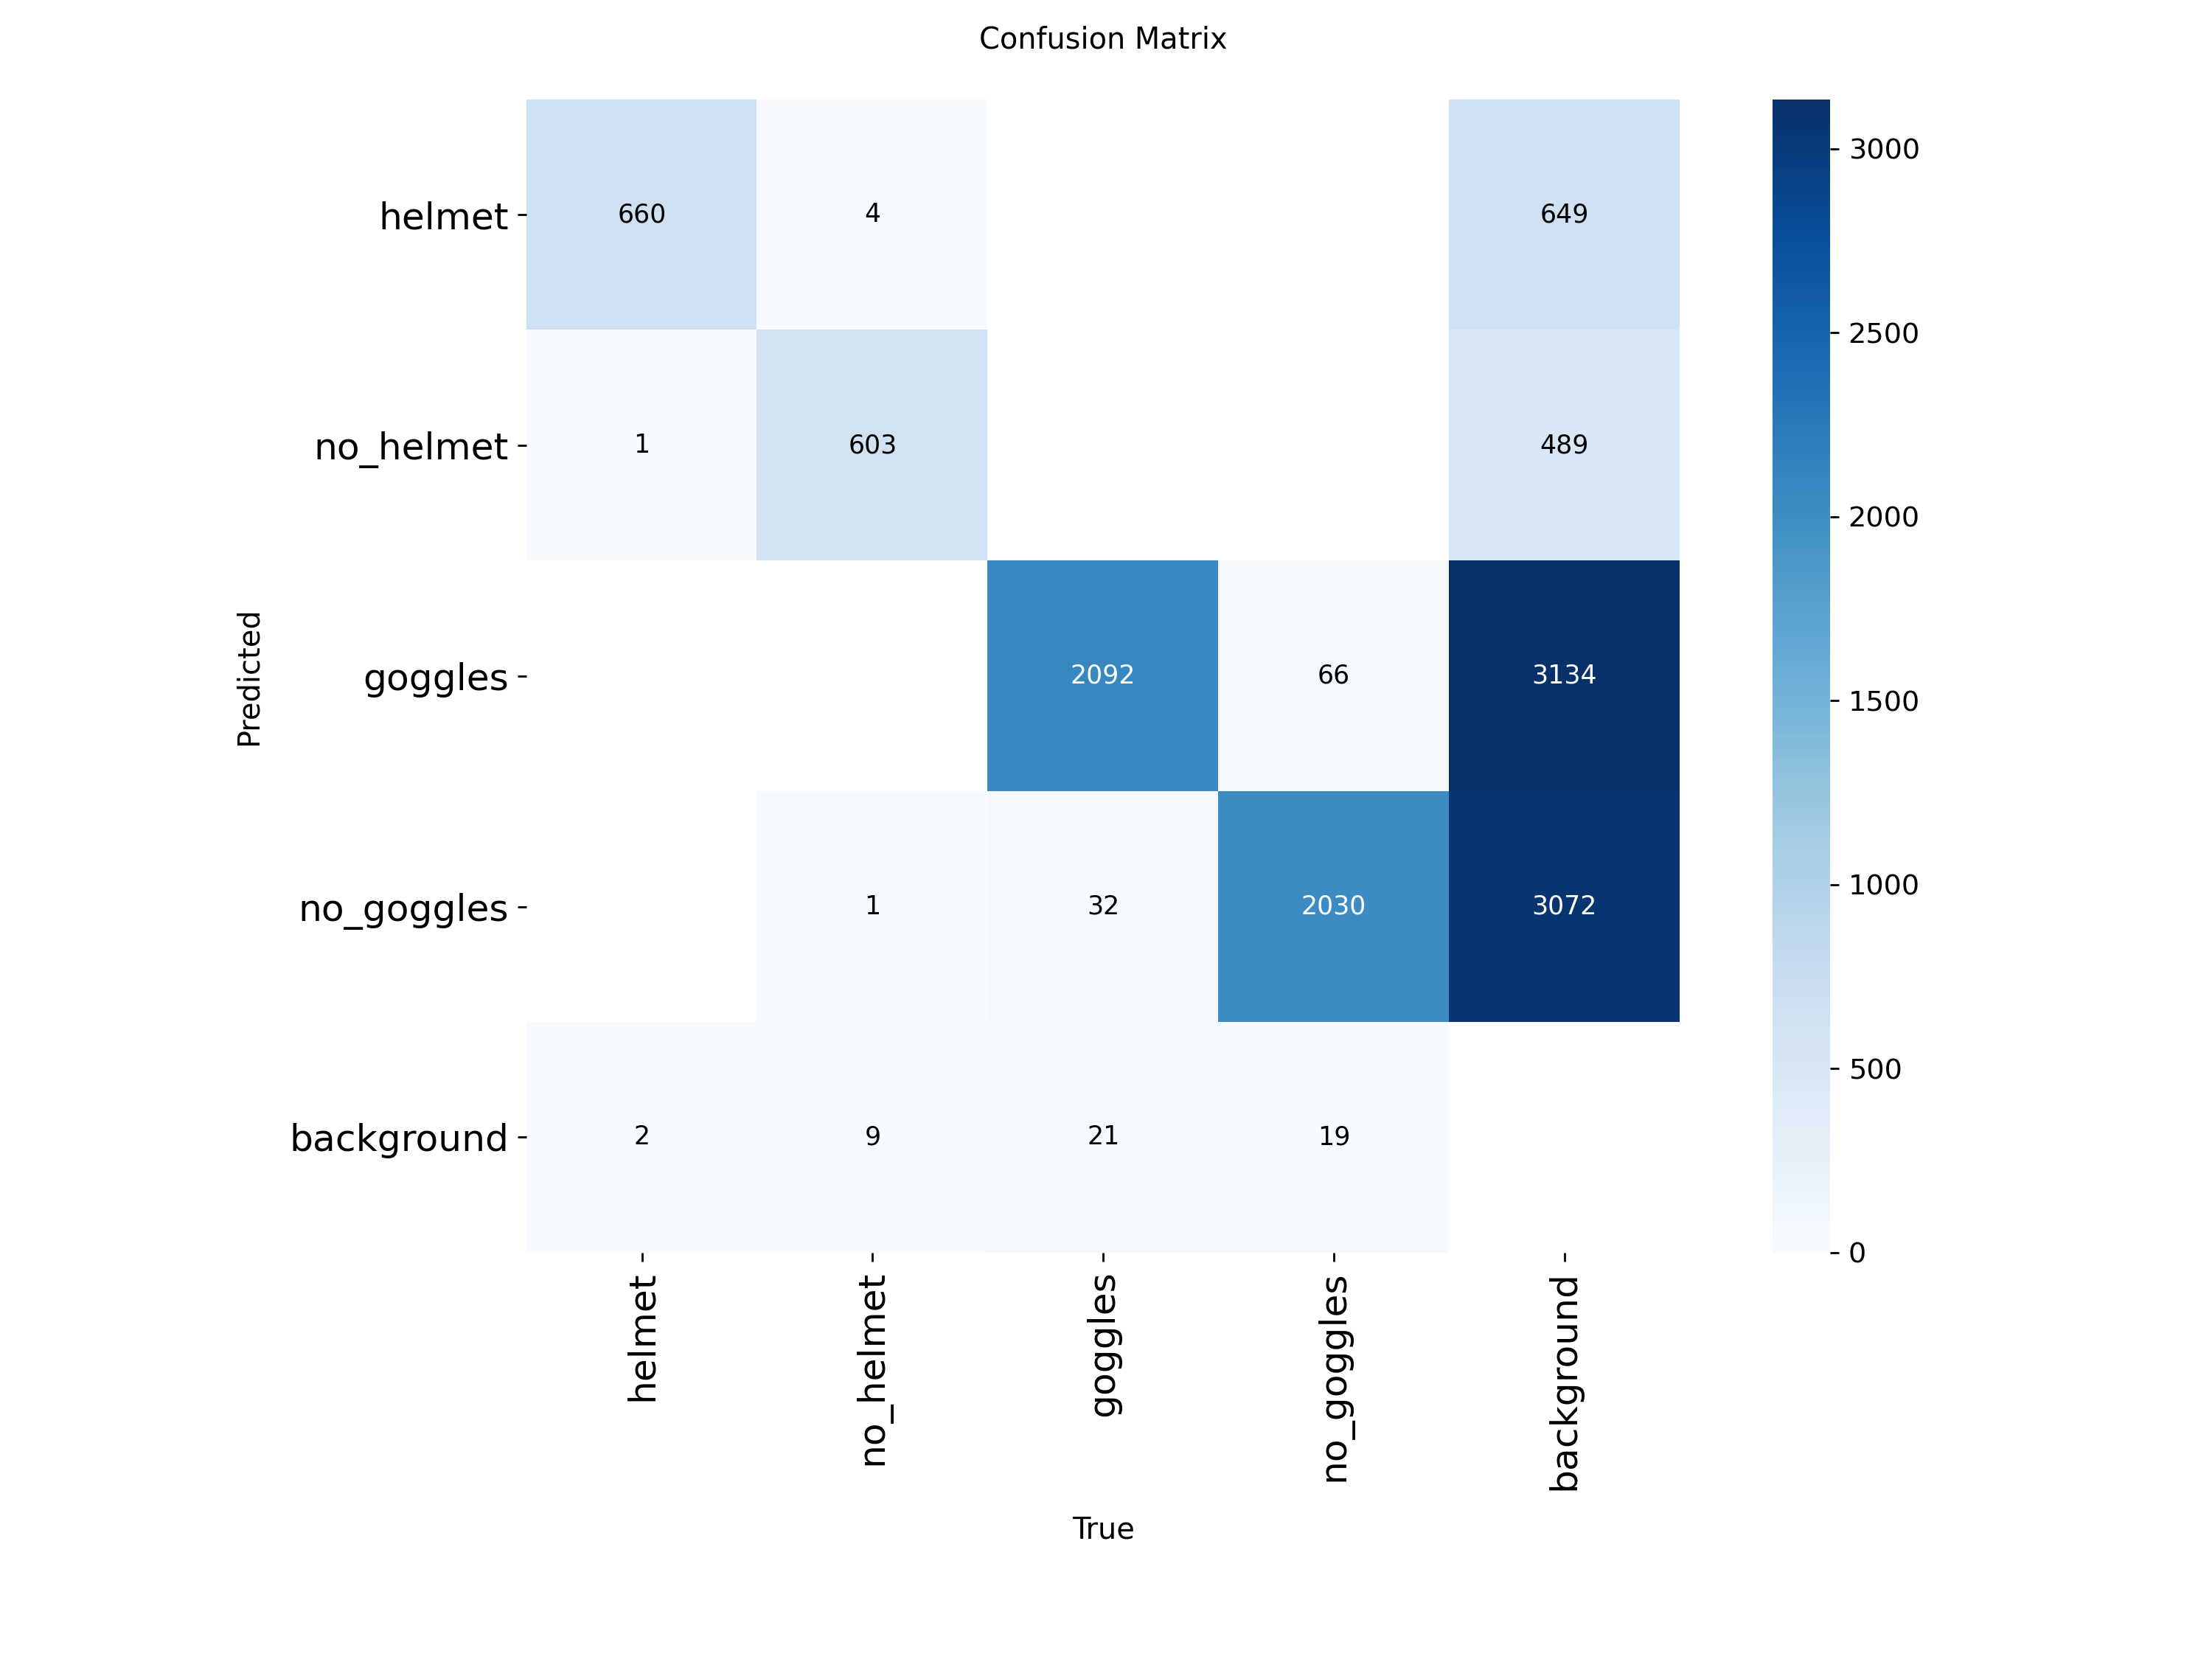 Confusion Matrix
helmet 660 4 649
no_helmet 1 603 489
goggles 2092 66 3134
no_goggles 1 32 2030 3072
background 2 9 21 19
Predicted
helmet no_helmet goggles no_goggles background
True
3000
2500
2000
1500
1000
500
0